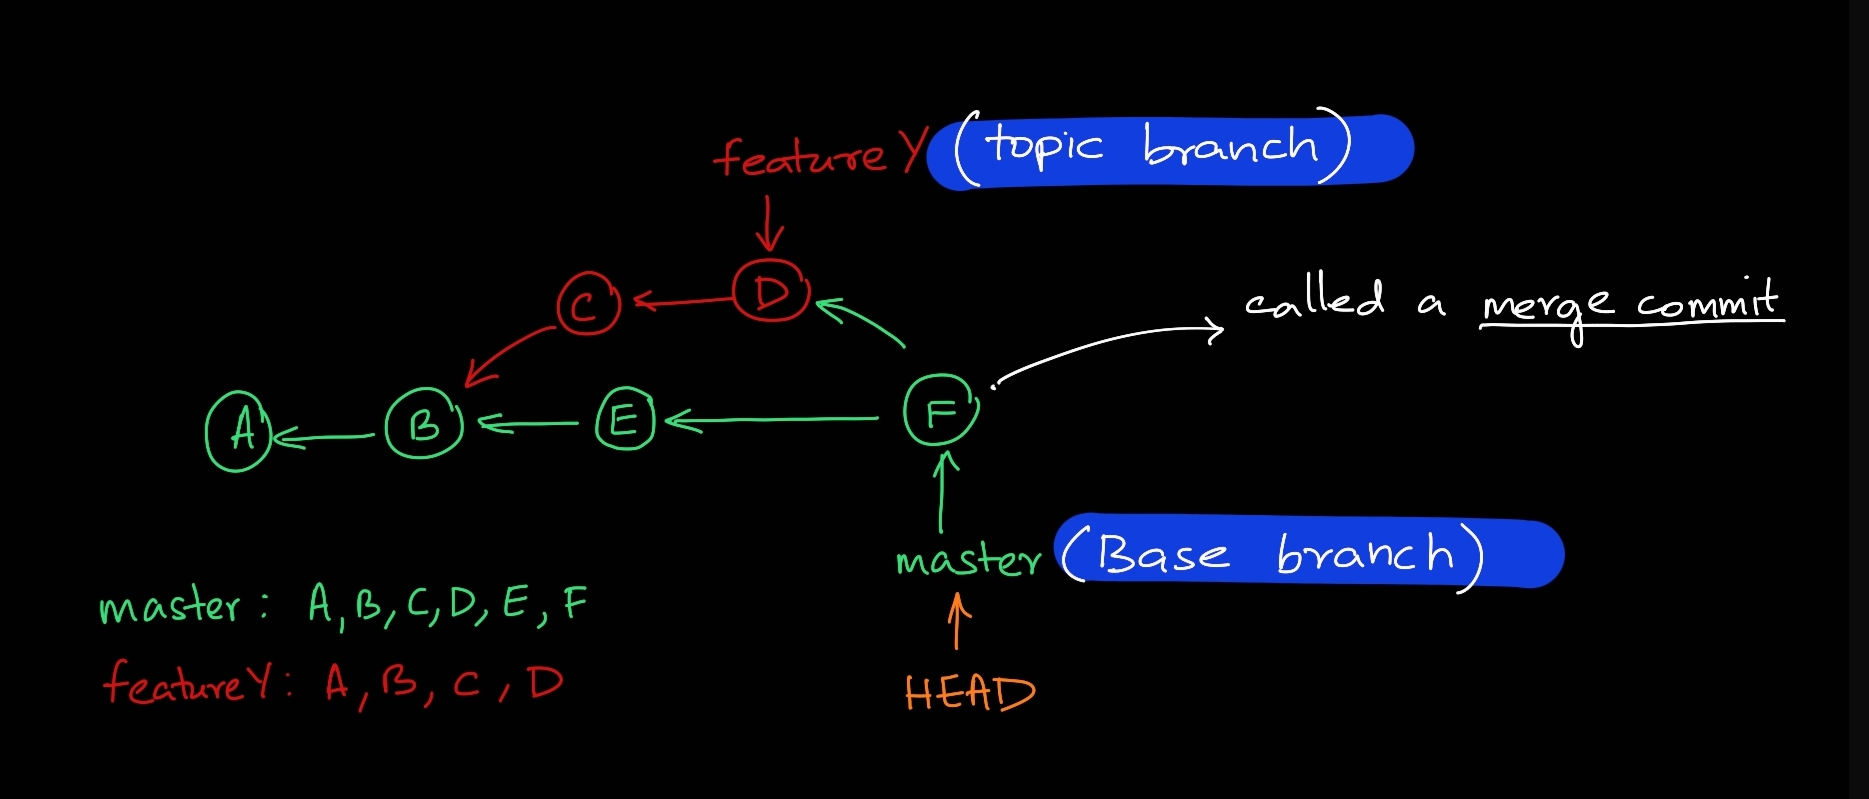 featureY (topic branch)
called a merge commit
C
D
A
B
E
F
master (Base branch)
master: A, B, C, D, E, F
featureY: A, B, C, D
HEAD